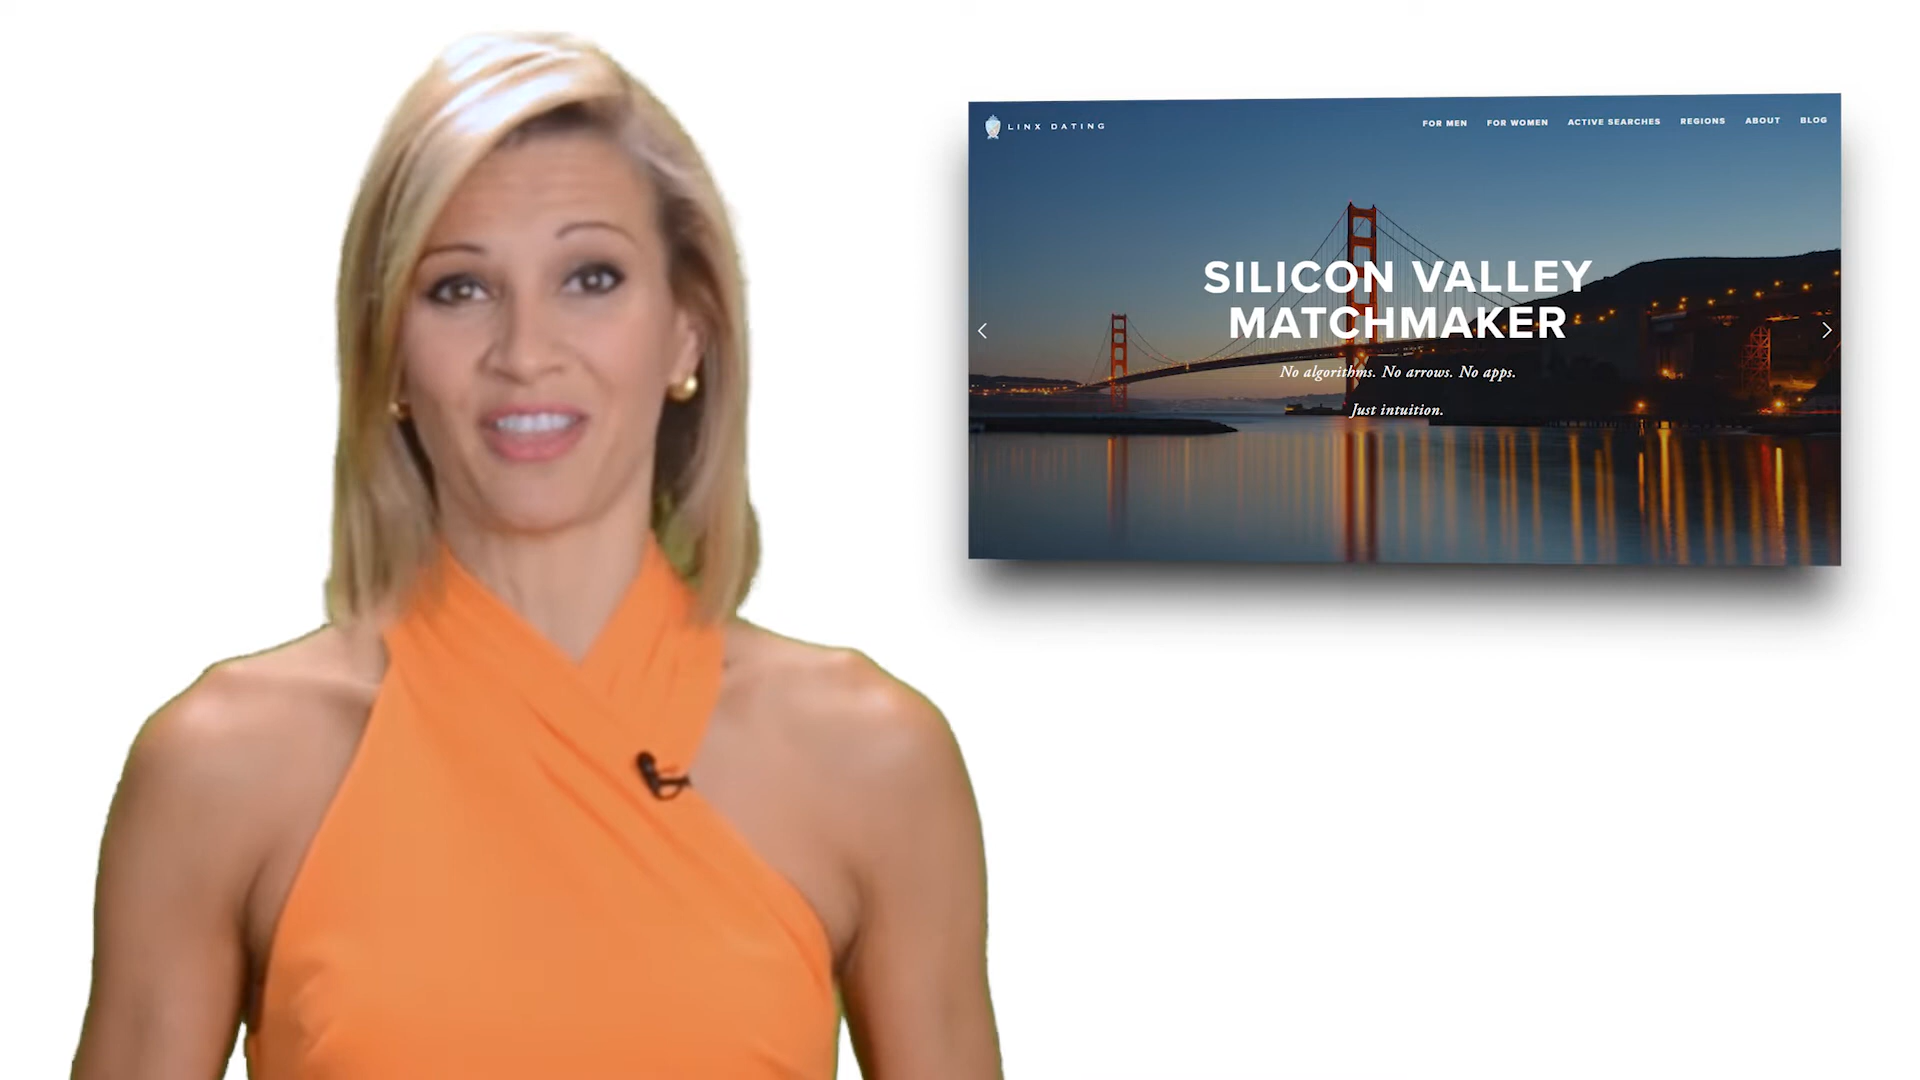 LINX DATING
FOR MEN FOR WOMEN ACTIVE SEARCHES REGIONS ABOUT BLOG
SILICON VALLEY
MATCHMAKER
No algorithms. No arrows. No apps.
Just intuition.